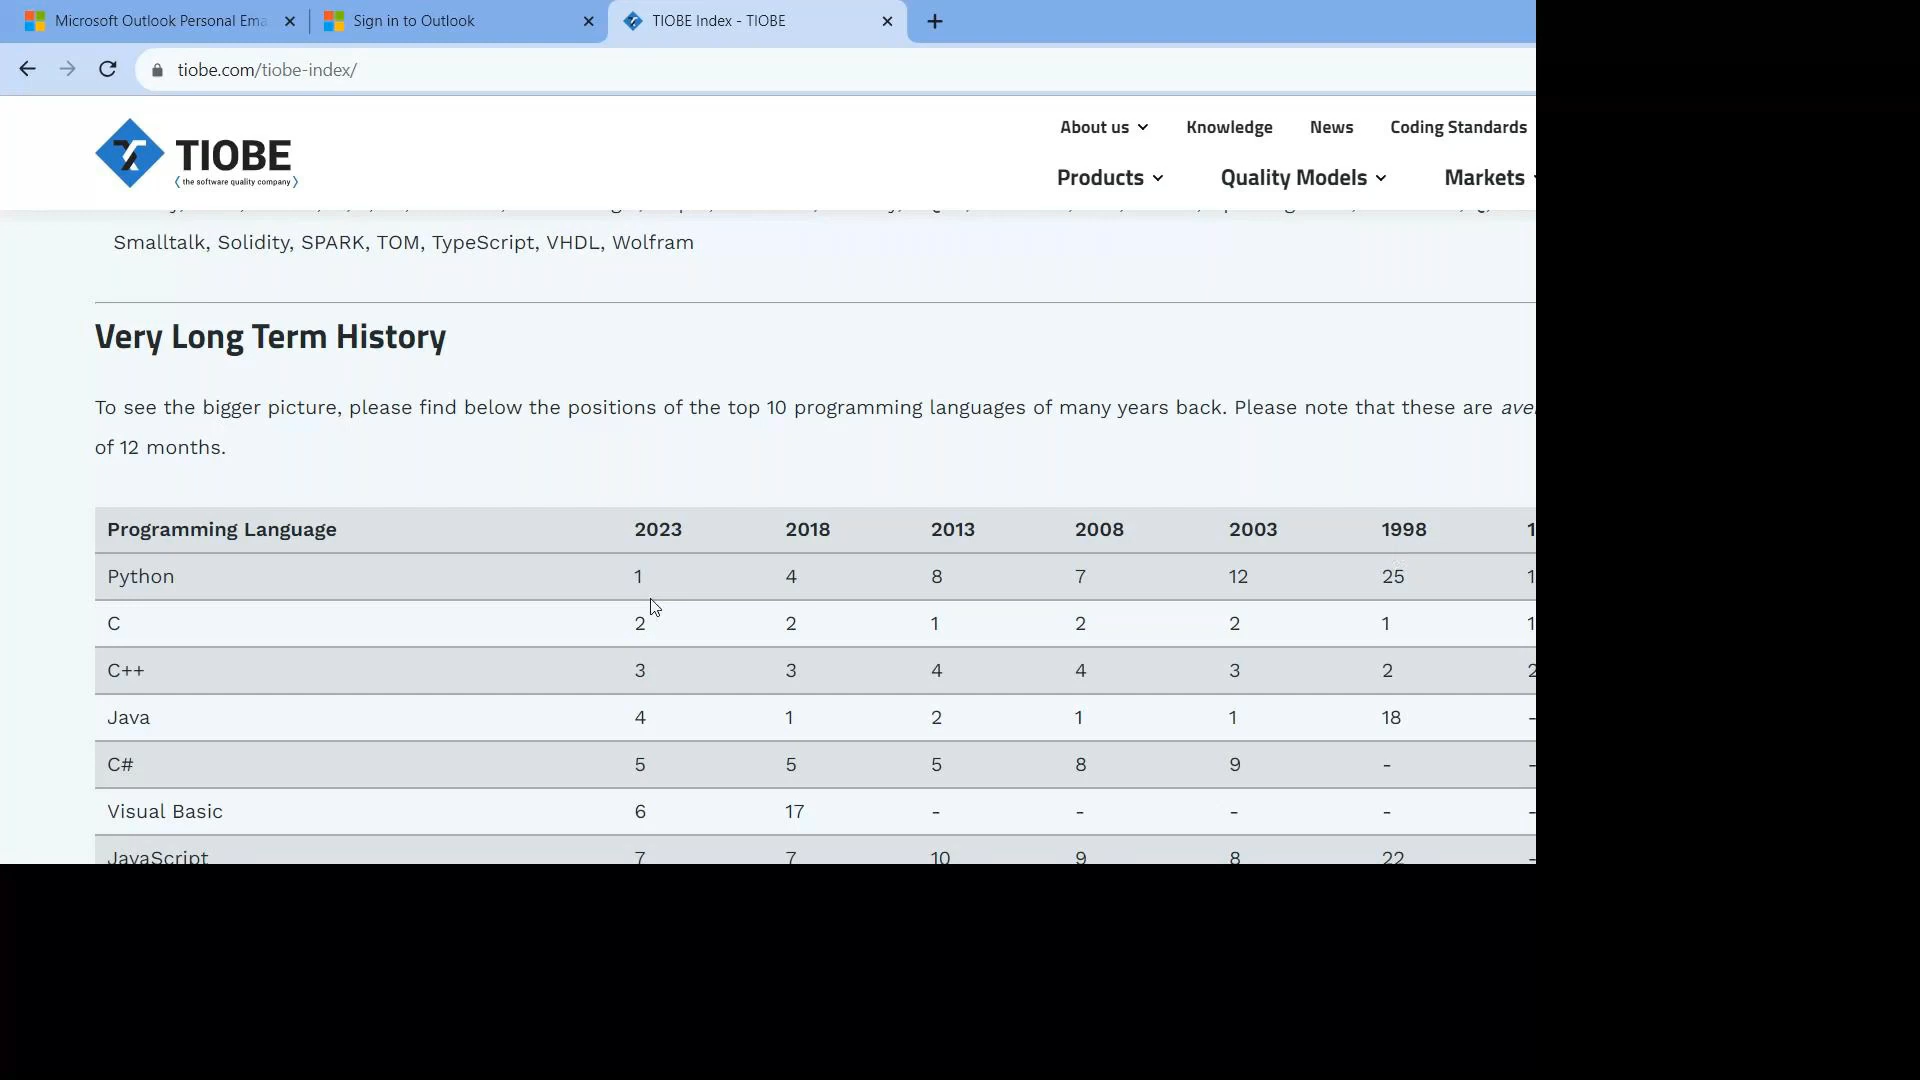 Microsoft Outlook Personal Ema
Sign in to Outlook
TIOBE Index - TIOBE
tiobe.com/tiobe-index/
TIOBE
the software quality company
About us Knowledge News Coding Standards
Products Quality Models Markets
Smalltalk, Solidity, SPARK, TOM, TypeScript, VHDL, Wolfram
Very Long Term History
To see the bigger picture, please find below the positions of the top 10 programming languages of many years back. Please note that these are ave
of 12 months.
Programming Language 2023 2018 2013 2008 2003 1998 1
Python 1 4 8 7 12 25 1
C 2 2 1 2 2 1 1
C++ 3 3 4 4 3 2 2
Java 4 1 2 1 1 18 -
C# 5 5 5 8 9 - -
Visual Basic 6 17 - - - - -
JavaScript 7 7 10 9 8 22 -